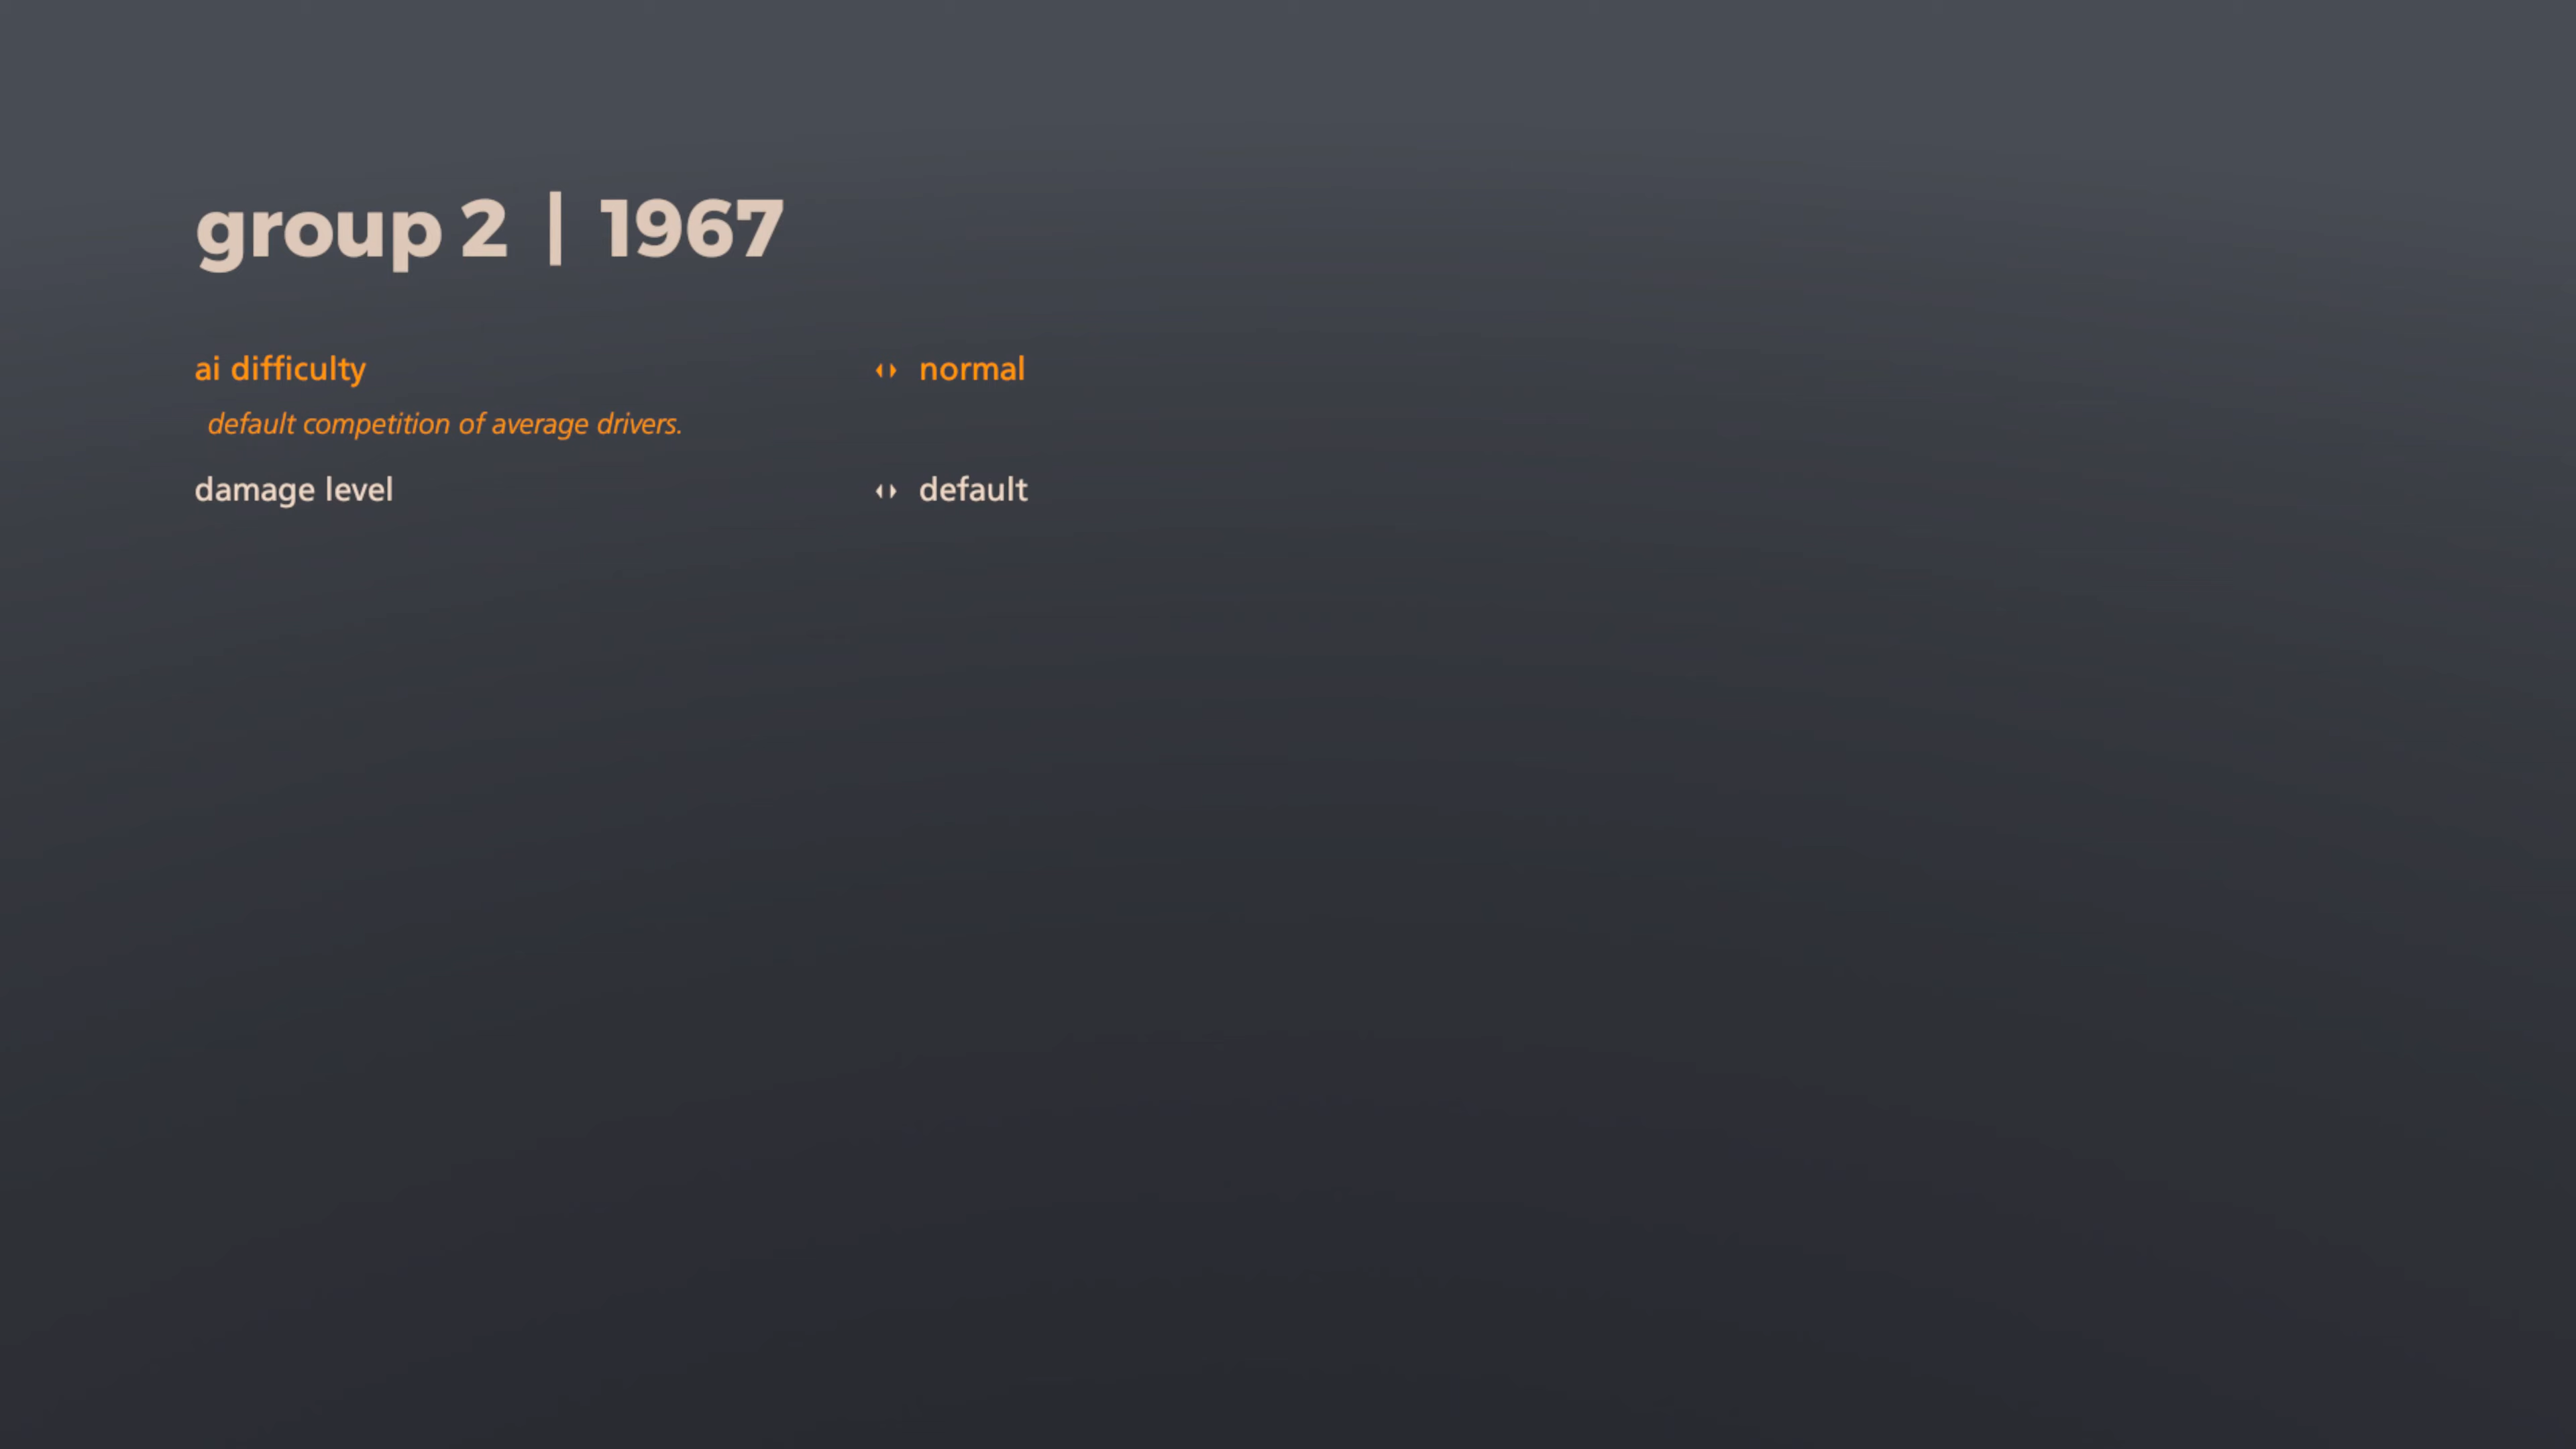 group 2 | 1967
ai difficulty normal
default competition of average drivers.
damage level default